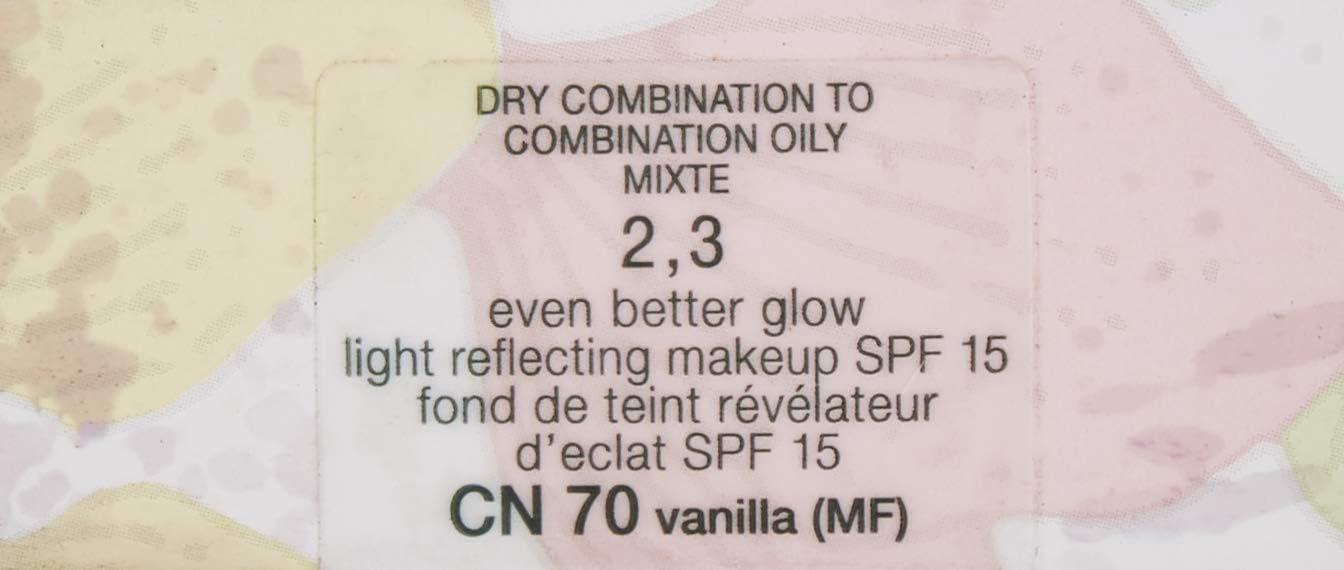 DRY COMBINATION TO
COMBINATION OILY
MIXTE
2,3
even better glow
light reflecting makeup SPF 15
fond de teint révélateur
d'eclat SPF 15
CN 70 vanilla (MF)